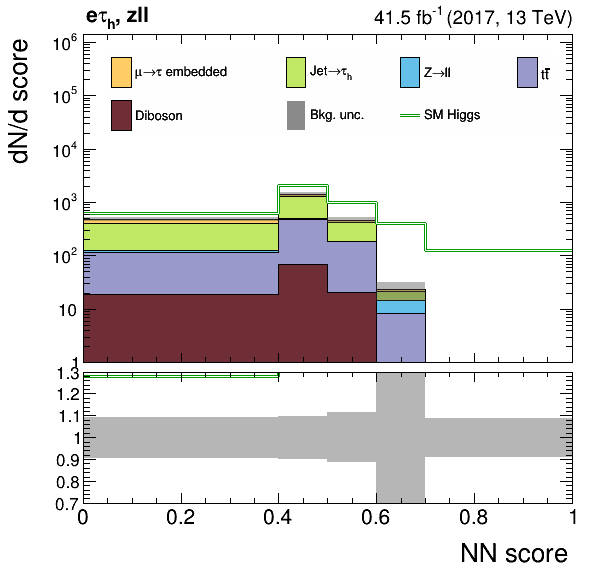 eτh, zll 41.5 fb-1 (2017, 13 TeV)
dN/d score
10^6
10^5
10^4
10^3
10^2
10
1
μ→τ embedded Jet→τh Z→ll tt̄
Diboson Bkg. unc. SM Higgs
1.3
1.2
1.1
1
0.9
0.8
0.7
0 0.2 0.4 0.6 0.8 1
NN score